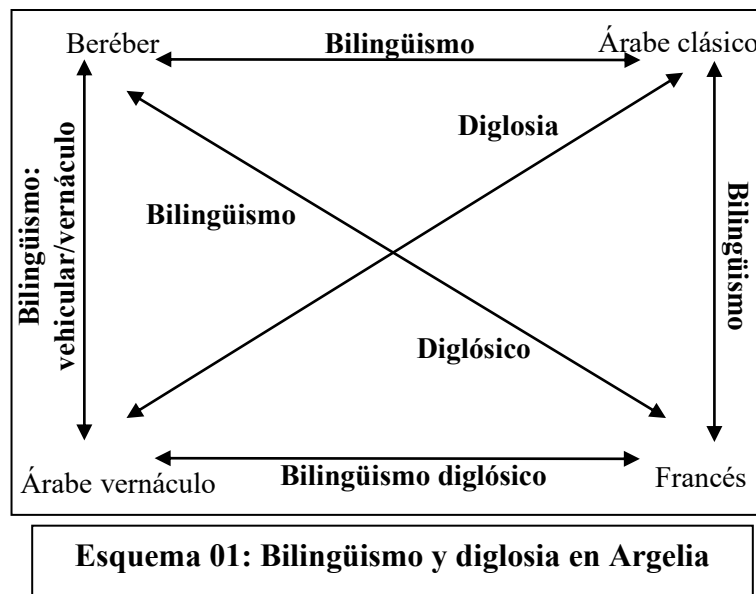 Beréber
Bilingüismo
Árabe clásico
Diglosia
Bilingüismo:
vehicular/vernáculo
Bilingüismo
Bilingüismo
Diglósico
Árabe vernáculo
Bilingüismo diglósico
Francés
Esquema 01: Bilingüismo y diglosia en Argelia